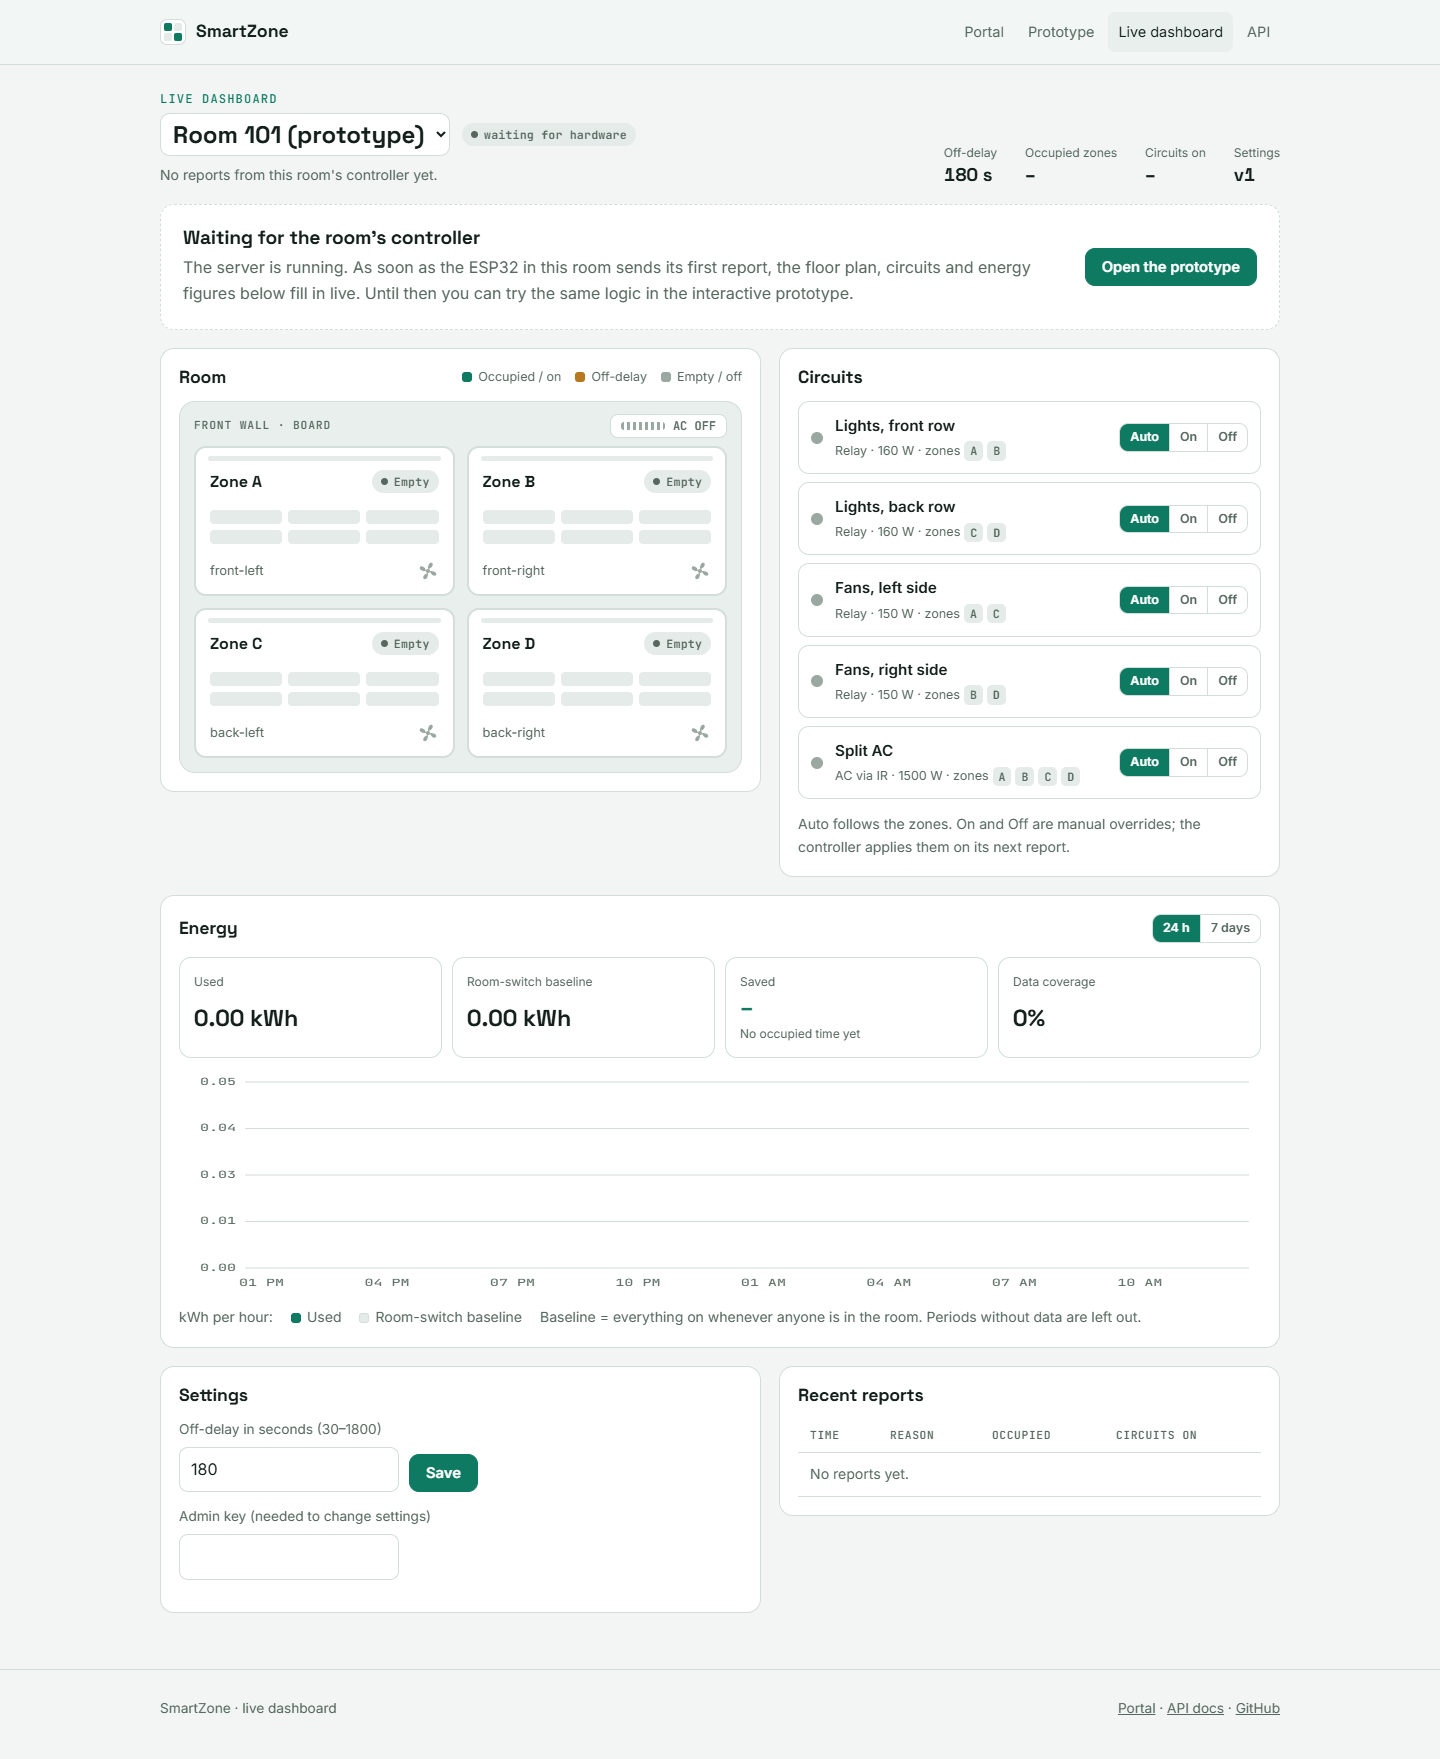 SmartZone
Portal
Prototype
Live dashboard
API
LIVE DASHBOARD
Room 101 (prototype)
waiting for hardware
No reports from this room's controller yet.
Off-delay
180 s
Occupied zones
–
Circuits on
–
Settings
v1
Waiting for the room's controller
The server is running. As soon as the ESP32 in this room sends its first report, the floor plan, circuits and energy
figures below fill in live. Until then you can try the same logic in the interactive prototype.
Open the prototype
Room
Occupied / on
Off-delay
Empty / off
FRONT WALL · BOARD
AC OFF
Zone A
Empty
front-left
Zone B
Empty
front-right
Zone C
Empty
back-left
Zone D
Empty
back-right
Circuits
Lights, front row
Relay · 160 W · zones A B
Auto On Off
Lights, back row
Relay · 160 W · zones C D
Auto On Off
Fans, left side
Relay · 150 W · zones A C
Auto On Off
Fans, right side
Relay · 150 W · zones B D
Auto On Off
Split AC
AC via IR · 1500 W · zones A B C D
Auto On Off
Auto follows the zones. On and Off are manual overrides; the
controller applies them on its next report.
Energy
24 h 7 days
Used
0.00 kWh
Room-switch baseline
0.00 kWh
Saved
–
No occupied time yet
Data coverage
0%
0.05
0.04
0.03
0.01
0.00
01 PM 04 PM 07 PM 10 PM 01 AM 04 AM 07 AM 10 AM
kWh per hour: Used Room-switch baseline Baseline = everything on whenever anyone is in the room. Periods without data are left out.
Settings
Off-delay in seconds (30–1800)
180
Save
Admin key (needed to change settings)
Recent reports
TIME REASON OCCUPIED CIRCUITS ON
No reports yet.
SmartZone · live dashboard
Portal · API docs · GitHub